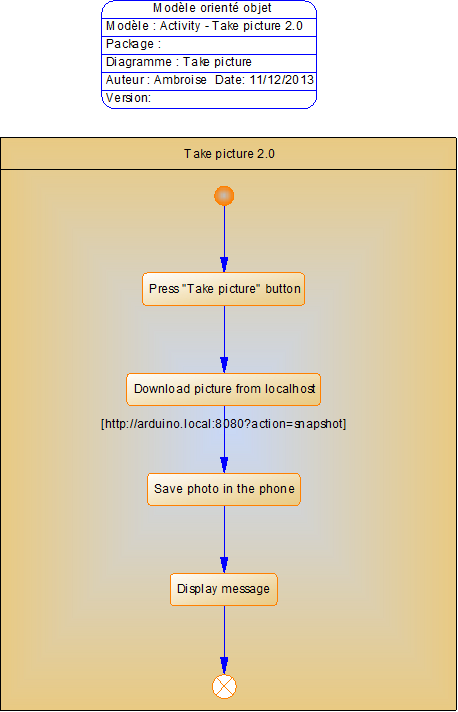 Modèle orienté objet
Modèle : Activity - Take picture 2.0
Package :
Diagramme : Take picture
Auteur : Ambroise  Date: 11/12/2013
Version:
Take picture 2.0
Press "Take picture" button
Download picture from localhost
[http://arduino.local:8080?action=snapshot]
Save photo in the phone
Display message